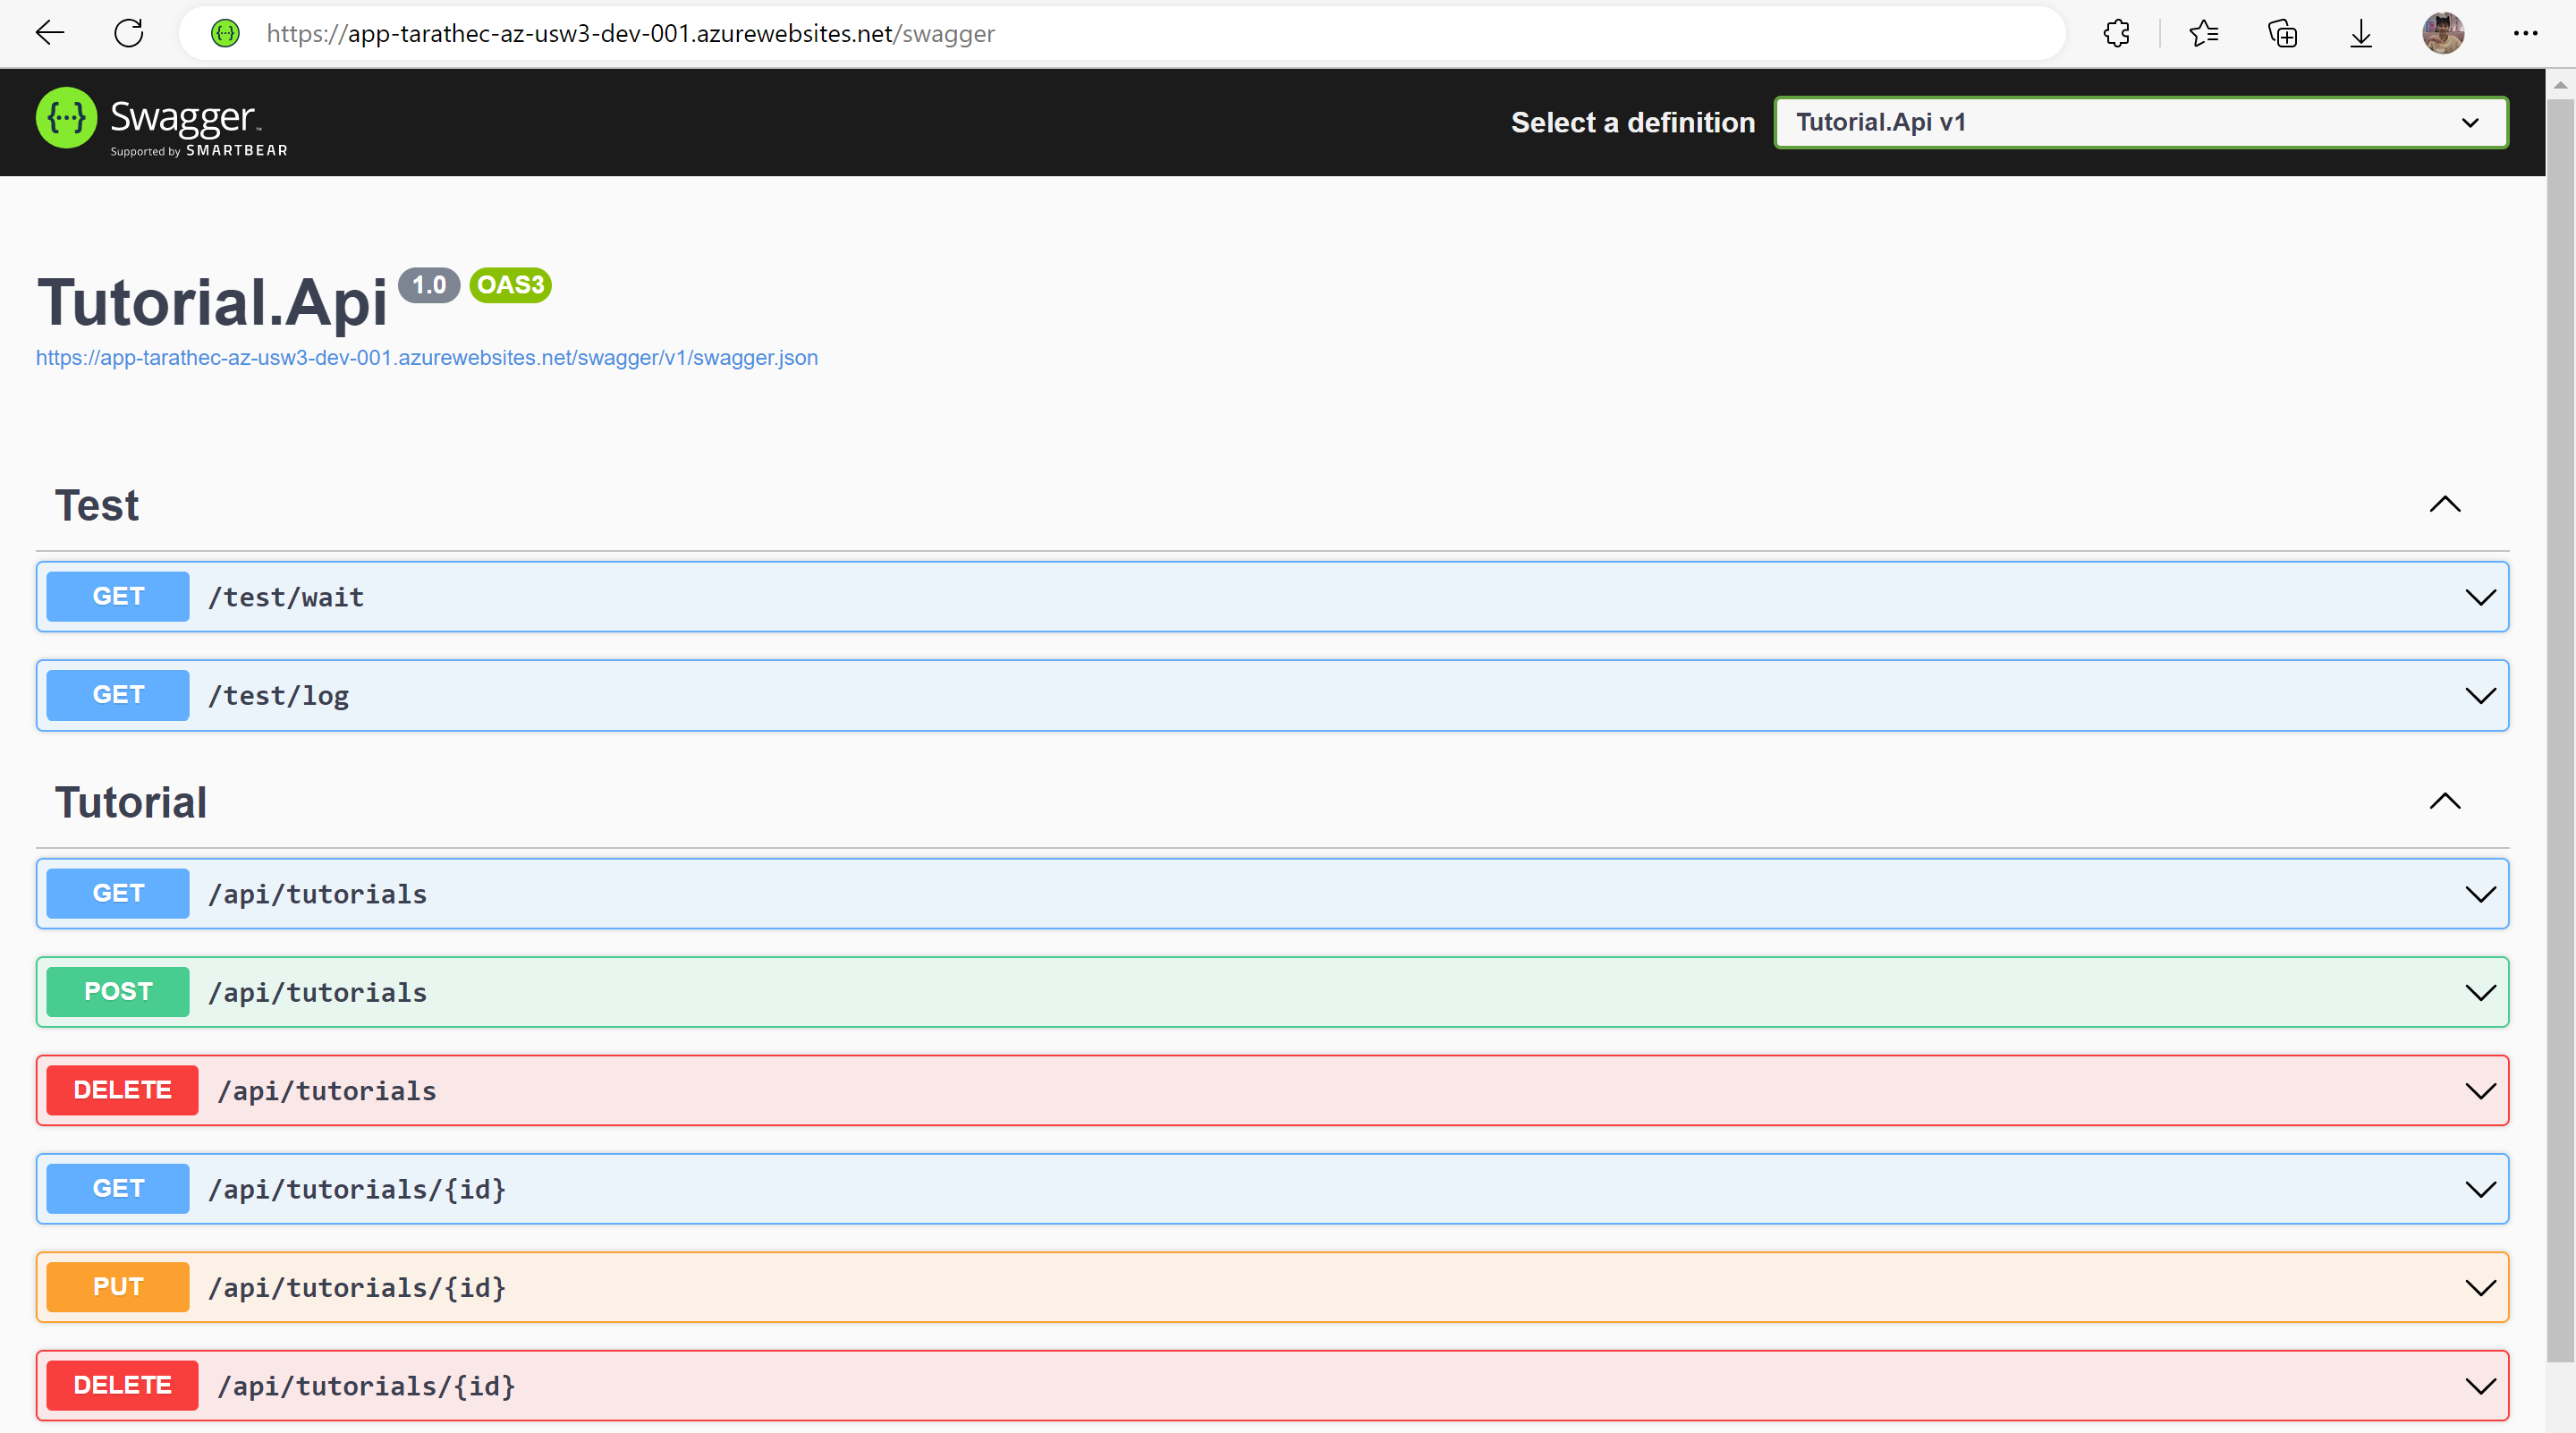 https://app-tarathec-az-usw3-dev-001.azurewebsites.net/swagger
{···} Swagger™
Supported by SMARTBEAR
Select a definition
Tutorial.Api v1
Tutorial.Api 1.0 OAS3
https://app-tarathec-az-usw3-dev-001.azurewebsites.net/swagger/v1/swagger.json
Test
GET /test/wait
GET /test/log
Tutorial
GET /api/tutorials
POST /api/tutorials
DELETE /api/tutorials
GET /api/tutorials/{id}
PUT /api/tutorials/{id}
DELETE /api/tutorials/{id}